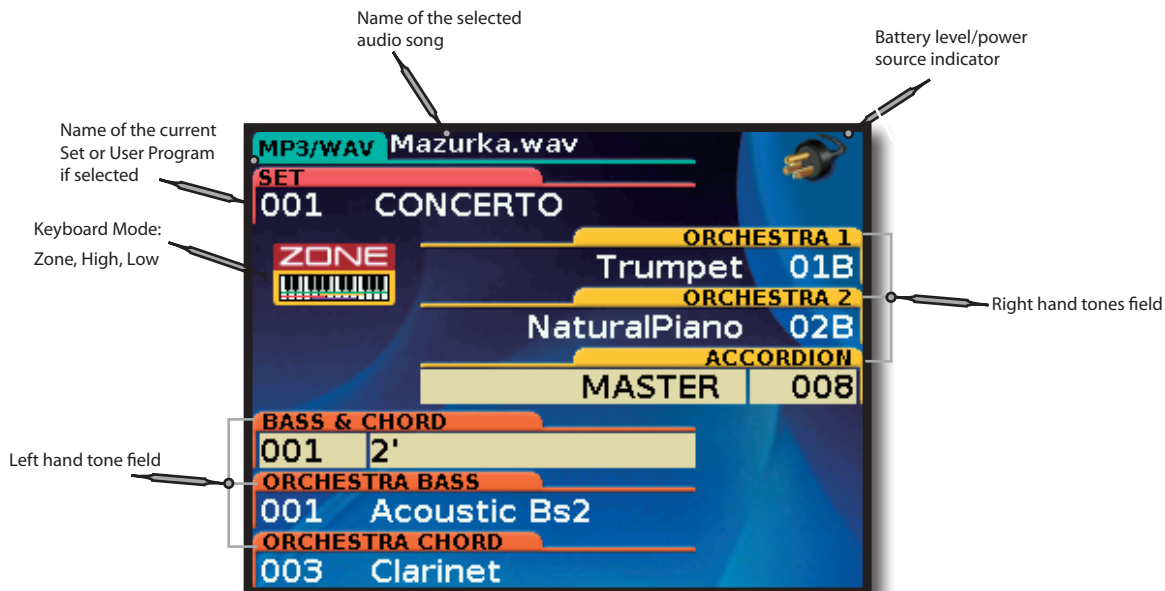 Name of the selected
audio song
Battery level/power
source indicator
Name of the current
Set or User Program
if selected
Keyboard Mode:
Zone, High, Low
MP3/WAV Mazurka.wav
SET
001 CONCERTO
ZONE
ORCHESTRA 1
Trumpet 01B
ORCHESTRA 2
NaturalPiano 02B
ACCORDION
MASTER 008
Right hand tones field
BASS & CHORD
001 2'
ORCHESTRA BASS
001 Acoustic Bs2
ORCHESTRA CHORD
003 Clarinet
Left hand tone field